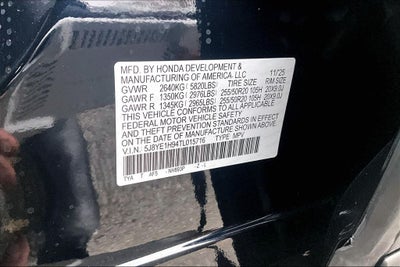 MFD. BY HONDA DEVELOPMENT & 11/25
MANUFACTURING OF AMERICA, LLC
GVWR 2640KG ( 5820LBS) TIRE SIZE RIM SIZE
GAWR F 1350KG ( 2976LBS) 255/50R20 105H 20X9.0J
GAWR R 1345KG ( 2965LBS) 255/50R20 105H 20X9.0J
THIS VEHICLE CONFORMS TO ALL APPLICABLE
FEDERAL MOTOR VEHICLE SAFETY, BUMPER,
AND THEFT PREVENTION STANDARDS IN EFFECT
ON THE DATE OF MANUFACTURE SHOWN ABOVE.
V.I.N. 5J8YE1H94TL015716 TYPE: MPV
TYA AFS